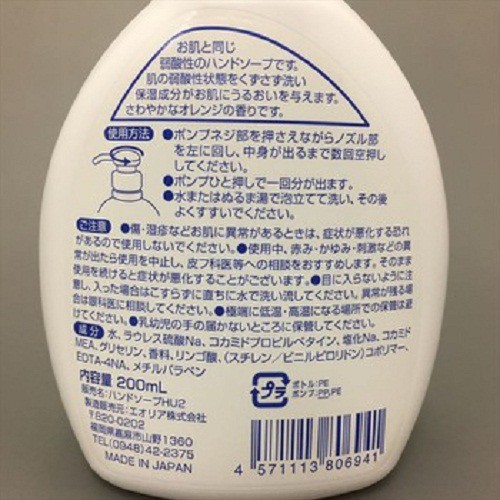 お肌と同じ
弱酸性のハンドソープです。
肌の弱酸性状態をくずさず洗い
保湿成分がお肌にうるおいを与えます。
さわやかなオレンジの香りです。
使用方法
●ポンプネジ部を押さえながらノズル部
を左に回し、中身が出るまで数回空押し
してください。
●ポンプひと押しで一回分が出ます。
●水またはぬるま湯で泡立てて洗い、その後
よくすすいでください。
ご注意 ●傷・湿疹などお肌に異常があるときは、症状が悪化する恐れ
があるので使用しないでください。●使用中、赤み・かゆみ・刺激などの異
常が出たら使用を中止し、皮フ科医等への相談をおすすめします。そのまま
使用を続けると症状が悪化することがございます。●目に入らないように注
意し、入った場合はこすらずに直ちに水で洗い流してください。異常が残る場
合は眼科医に相談してください。●極端に低温・高温になる場所での保管は避
けてください。●乳幼児の手の届かないところに保管してください。
成分 水、ラウレス硫酸Na、コカミドプロピルベタイン、塩化Na、コカミド
MEA、グリセリン、香料、リンゴ酸、(スチレン/ビニルピロリドン)コポリマー、
EDTA-4NA、メチルパラベン
内容量 200mL
販売名:ハンドソープHU2
製造販売元:エオリア株式会社
〒820-0202
福岡県嘉麻市山野1360
TEL(0948)42-2255
MADE IN JAPAN
プラ
ボトル:PE
ポンプ:PP,PE
4 571113 806941